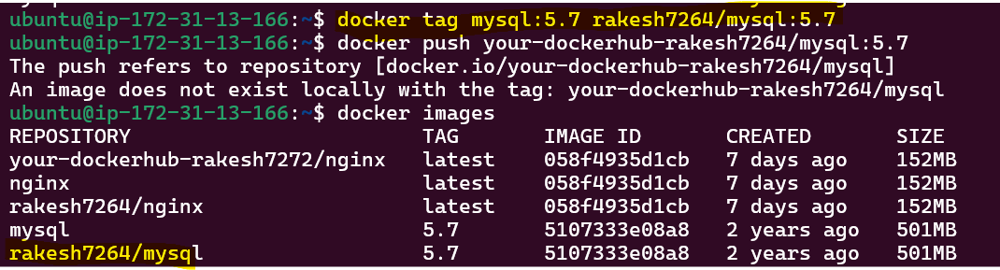 ubuntu@ip-172-31-13-166:~$ docker tag mysql:5.7 rakesh7264/mysql:5.7
ubuntu@ip-172-31-13-166:~$ docker push your-dockerhub-rakesh7264/mysql:5.7
The push refers to repository [docker.io/your-dockerhub-rakesh7264/mysql]
An image does not exist locally with the tag: your-dockerhub-rakesh7264/mysql
ubuntu@ip-172-31-13-166:~$ docker images
REPOSITORY TAG IMAGE ID CREATED SIZE
your-dockerhub-rakesh7272/nginx latest 058f4935d1cb 7 days ago 152MB
nginx latest 058f4935d1cb 7 days ago 152MB
rakesh7264/nginx latest 058f4935d1cb 7 days ago 152MB
mysql 5.7 5107333e08a8 2 years ago 501MB
rakesh7264/mysql 5.7 5107333e08a8 2 years ago 501MB